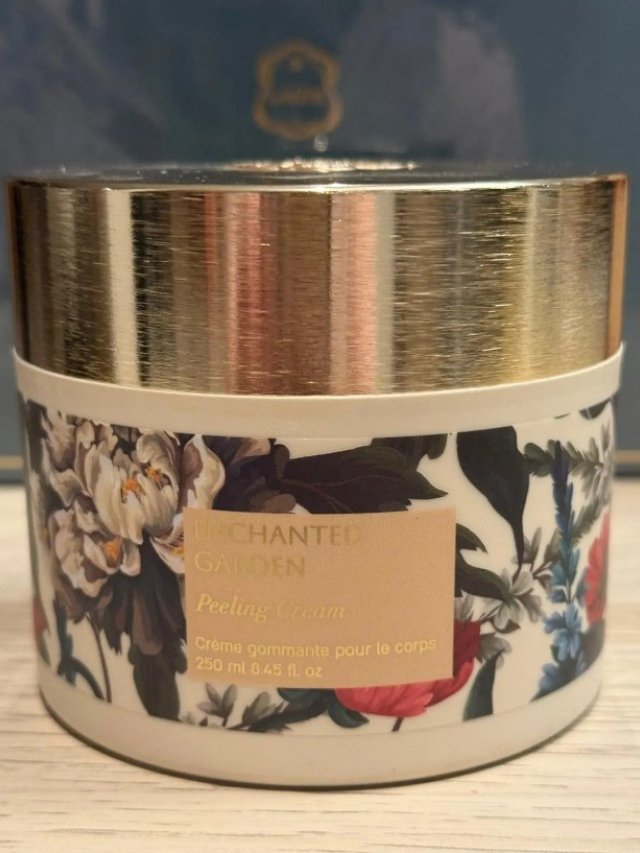 ENCHANTED
GARDEN
Peeling Cream
Crème gommante pour le corps
250 ml 8.45 fl. oz